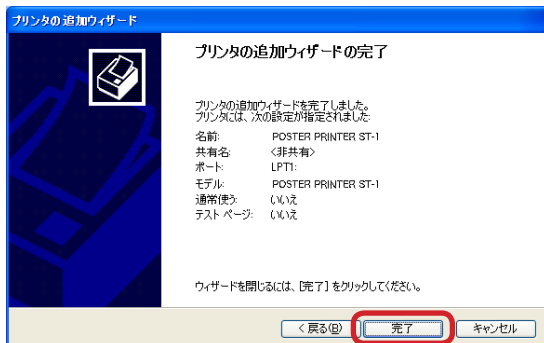 プリンタの追加ウィザード
プリンタの追加ウィザードの完了
プリンタの追加ウィザードを完了しました。
プリンタには、次の設定が指定されました:
名前: POSTER PRINTER ST-1
共有名: <非共有>
ポート: LPT1:
モデル: POSTER PRINTER ST-1
通常使う: いいえ
テスト ページ: いいえ
ウィザードを閉じるには、[完了] をクリックしてください。
< 戻る(B) 完了 キャンセル